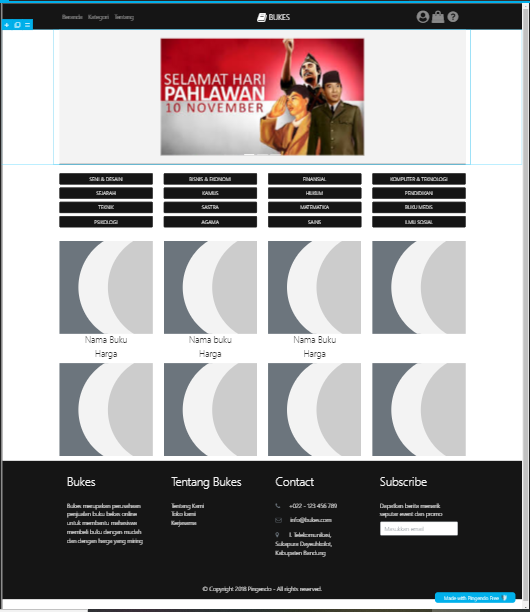 Beranda Kategori Tentang
BUKES
SELAMAT HARI
PAHLAWAN
10 NOVEMBER
SENI & DESAIN
BISNIS & EKONOMI
FINANSIAL
KOMPUTER & TEKNOLOGI
SEJARAH
KAMUS
HUKUM
PENDIDIKAN
TEKNIK
SASTRA
MATEMATIKA
BUKU MEDIS
PSIKOLOGI
AGAMA
SAINS
ILMU SOSIAL
Nama Buku
Harga
Nama buku
Harga
Nama Buku
Harga
Bukes
Bukes merupakan perusahaan
penjualan buku bekas online
untuk membantu mahasiswa
membeli buku dengan mudah
dan dengan harga yang miring
Tentang Bukes
Tentang Kami
Toko kami
Kerjasama
Contact
+022 - 123 456 789
info@bukes.com
Jl. Telekomunikasi,
Sukapura Dayeuhkolot,
Kabupaten Bandung
Subscribe
Dapatkan berita menarik
seputar event dan promo
Masukkan email
© Copyright 2018 Pingendo - All rights reserved.
Made with Pingendo Free